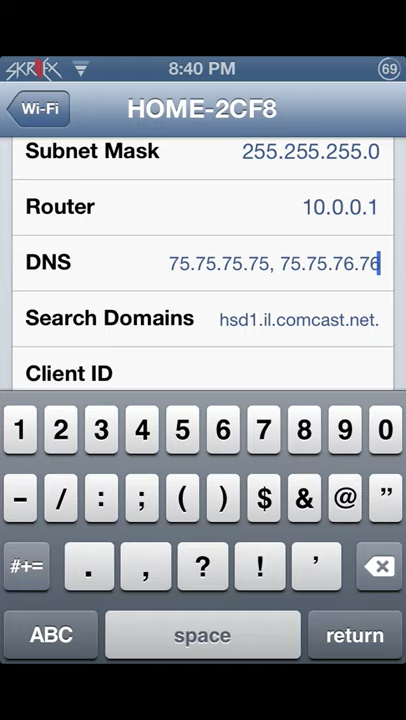 SKRILLEX 8:40 PM 69
Wi-Fi HOME-2CF8
Subnet Mask 255.255.255.0
Router 10.0.0.1
DNS 75.75.75.75, 75.75.76.76
Search Domains hsd1.il.comcast.net.
Client ID
1 2 3 4 5 6 7 8 9 0
- / : ; ( ) $ & @ "
#+= . , ? ! '
ABC space return